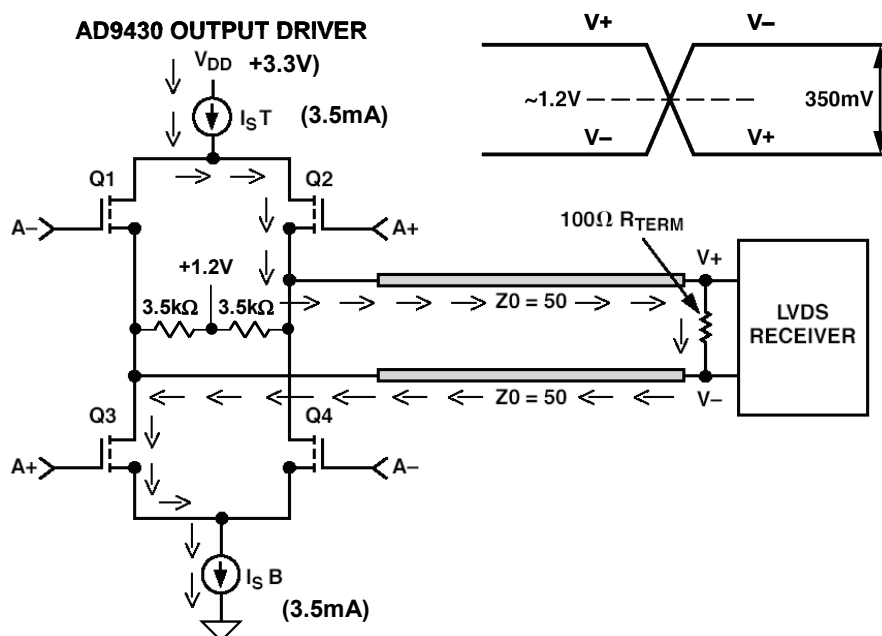 AD9430 OUTPUT DRIVER
VDD +3.3V)
IST (3.5mA)
V+ V–
~1.2V 350mV
V– V+
Q1 Q2
A– A+
100Ω RTERM
+1.2V
V+
3.5kΩ 3.5kΩ
Z0 = 50
LVDS
RECEIVER
Z0 = 50
V–
Q3 Q4
A+ A–
IS B
(3.5mA)